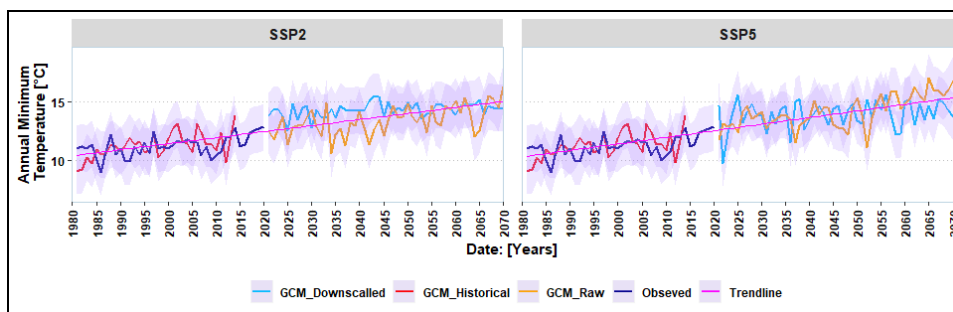 SSP2
SSP5
Annual Minimum
Temperature [°C]
15
10
1980 1985 1990 1995 2000 2005 2010 2015 2020 2025 2030 2035 2040 2045 2050 2055 2060 2065 2070
1980 1985 1990 1995 2000 2005 2010 2015 2020 2025 2030 2035 2040 2045 2050 2055 2060 2065 2070
Date: [Years]
GCM_Downscalled GCM_Historical GCM_Raw Obseved Trendline